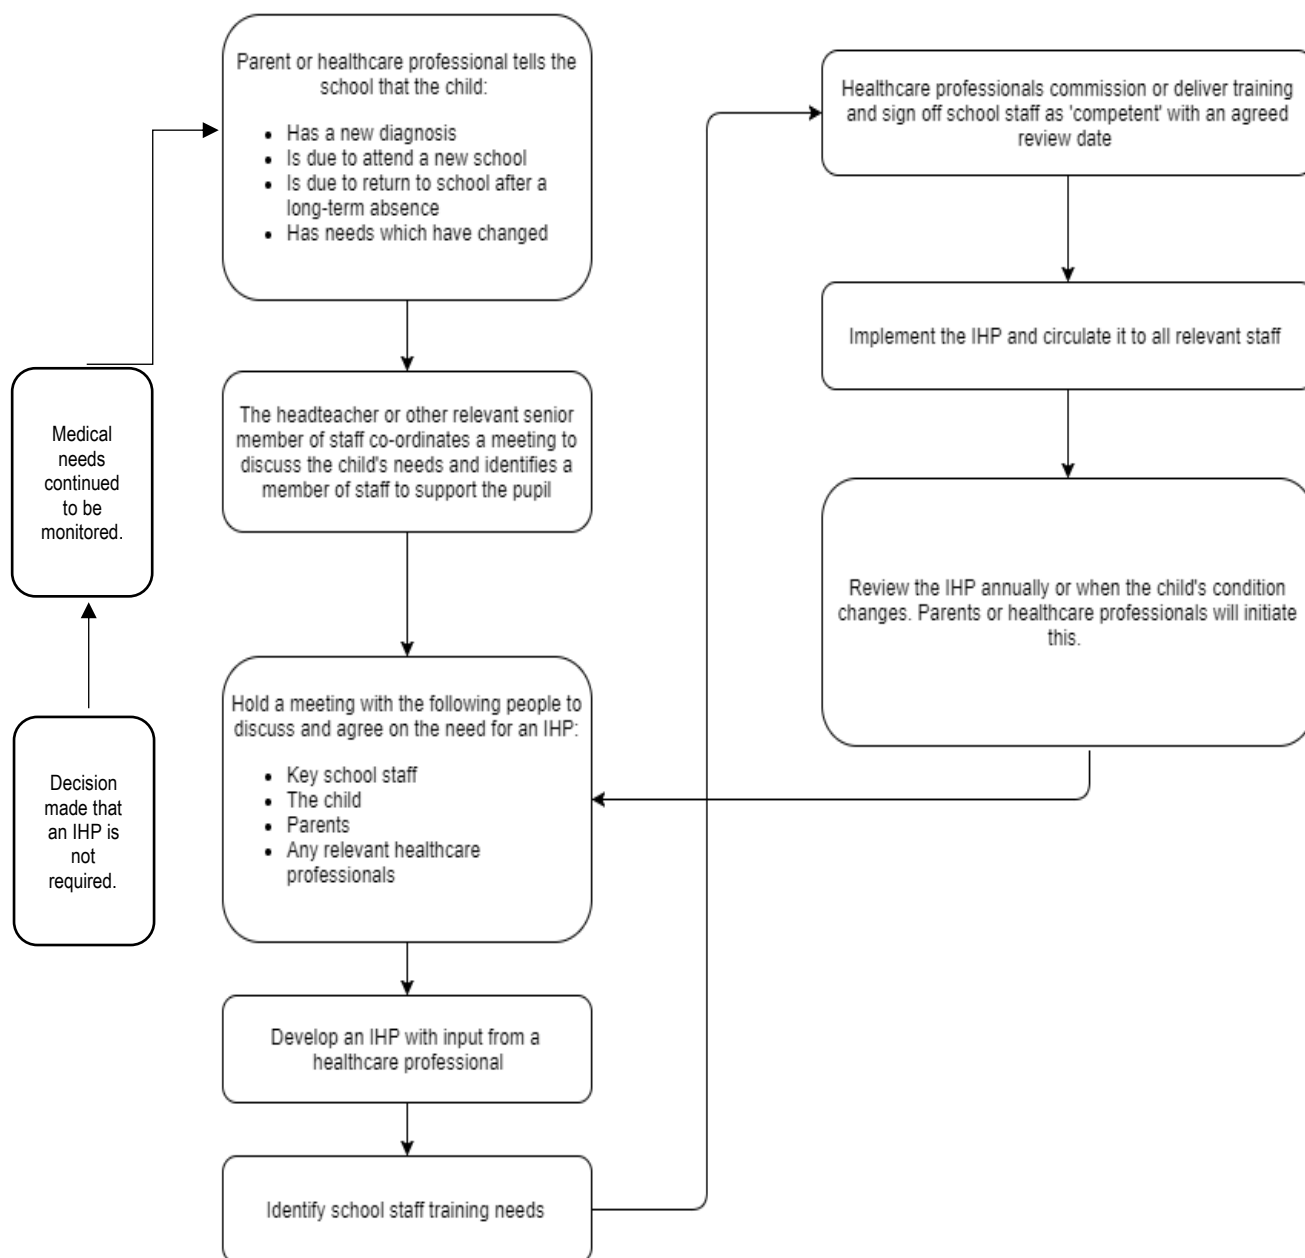 Parent or healthcare professional tells the
school that the child:
• Has a new diagnosis
• Is due to attend a new school
• Is due to return to school after a
long-term absence
• Has needs which have changed
The headteacher or other relevant senior
member of staff co-ordinates a meeting to
discuss the child's needs and identifies a
member of staff to support the pupil
Hold a meeting with the following people to
discuss and agree on the need for an IHP:
• Key school staff
• The child
• Parents
• Any relevant healthcare
professionals
Develop an IHP with input from a
healthcare professional
Identify school staff training needs
Healthcare professionals commission or deliver training
and sign off school staff as 'competent' with an agreed
review date
Implement the IHP and circulate it to all relevant staff
Review the IHP annually or when the child's condition
changes. Parents or healthcare professionals will initiate
this.
Decision
made that
an IHP is
not
required.
Medical
needs
continued
to be
monitored.